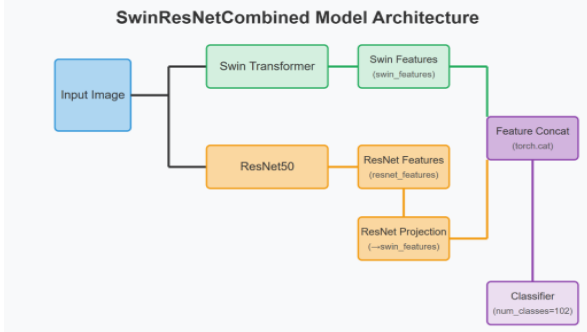 SwinResNetCombined Model Architecture
Input Image
Swin Transformer
Swin Features
(swin_features)
ResNet50
ResNet Features
(resnet_features)
ResNet Projection
(→swin_features)
Feature Concat
(torch.cat)
Classifier
(num_classes=102)